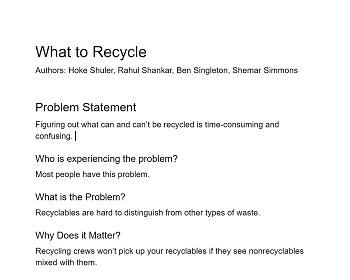 What to Recycle
Authors: Hoke Shuler, Rahul Shankar, Ben Singleton, Shemar Simmons
Problem Statement
Figuring out what can and can't be recycled is time-consuming and
confusing.
Who is experiencing the problem?
Most people have this problem.
What is the Problem?
Recyclables are hard to distinguish from other types of waste.
Why Does it Matter?
Recycling crews won't pick up your recyclables if they see nonrecyclables
mixed with them.